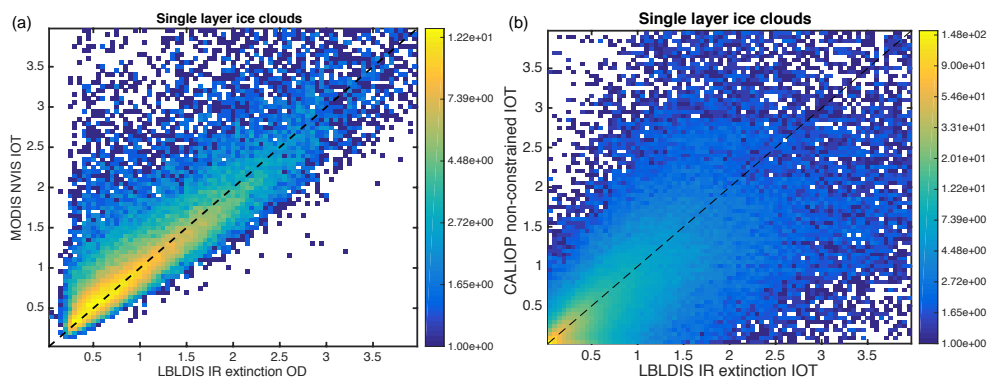 (a)
Single layer ice clouds
MODIS NVIS IOT
3.5
3
2.5
2
1.5
1
0.5
0.5 1 1.5 2 2.5 3 3.5
LBLDIS IR extinction OD
1.22e+01
7.39e+00
4.48e+00
2.72e+00
1.65e+00
1.00e+00
(b)
Single layer ice clouds
CALIOP non-constrained IOT
3.5
3
2.5
2
1.5
1
0.5
0.5 1 1.5 2 2.5 3 3.5
LBLDIS IR extinction IOT
1.48e+02
9.00e+01
5.46e+01
3.31e+01
2.01e+01
1.22e+01
7.39e+00
4.48e+00
2.72e+00
1.65e+00
1.00e+00